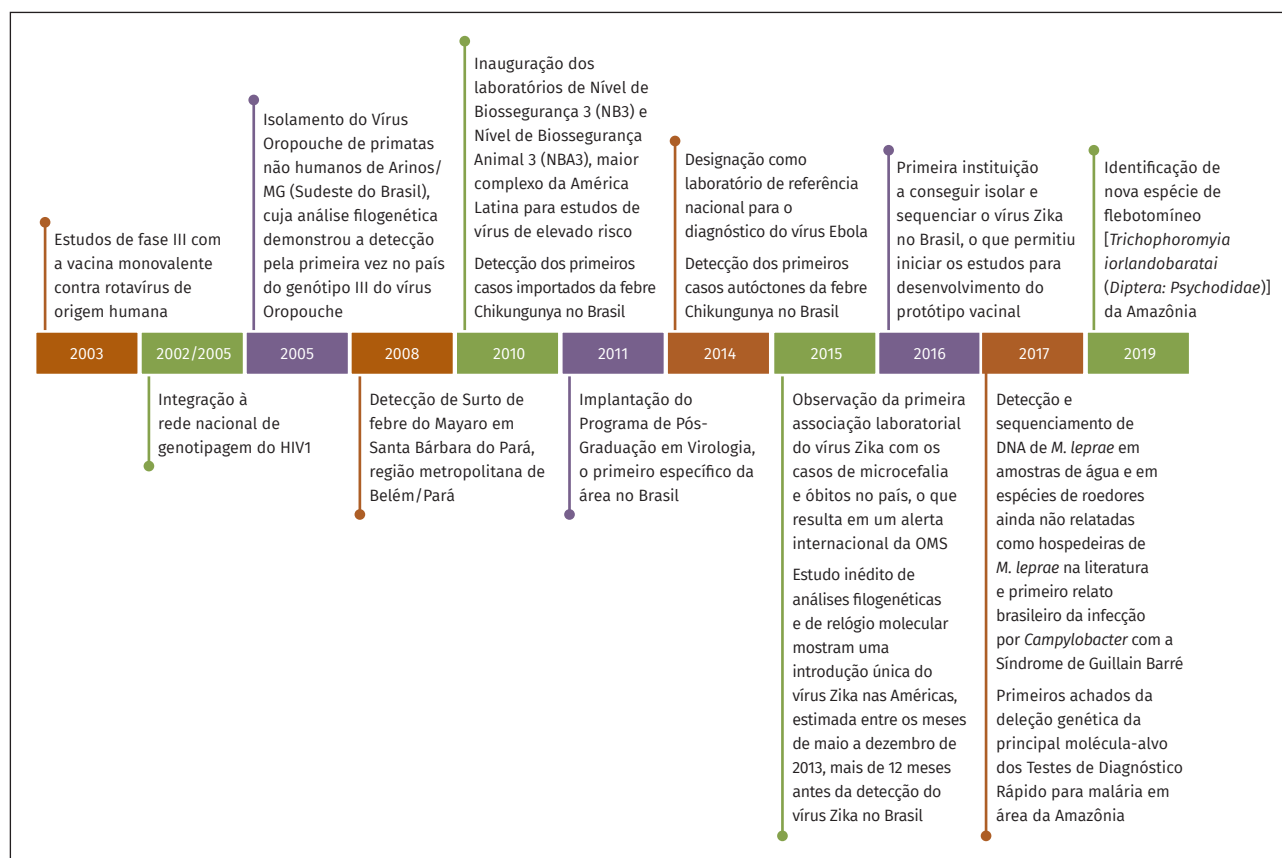 Estudos de fase III com
a vacina monovalente
contra rotavírus de
origem humana
Isolamento do Vírus
Oropouche de primatas
não humanos de Arinos/
MG (Sudeste do Brasil),
cuja análise filogenética
demonstrou a detecção
pela primeira vez no país
do genótipo III do vírus
Oropouche
Inauguração dos
laboratórios de Nível de
Biossegurança 3 (NB3) e
Nível de Biossegurança
Animal 3 (NBA3), maior
complexo da América
Latina para estudos de
vírus de elevado risco
Detecção dos primeiros
casos importados da febre
Chikungunya no Brasil
Designação como
laboratório de referência
nacional para o
diagnóstico do vírus Ebola
Detecção dos primeiros
casos autóctones da febre
Chikungunya no Brasil
Primeira instituição
a conseguir isolar e
sequenciar o vírus Zika
no Brasil, o que permitiu
iniciar os estudos para
desenvolvimento do
protótipo vacinal
Identificação de
nova espécie de
flebotomíneo
[Trichophoromyia
iorlandobaratai
(Diptera: Psychodidae)]
da Amazônia
2003
2002/2005
2005
2008
2010
2011
2014
2015
2016
2017
2019
Integração à
rede nacional de
genotipagem do HIV1
Detecção de Surto de
febre do Mayaro em
Santa Bárbara do Pará,
região metropolitana de
Belém/Pará
Implantação do
Programa de Pós-
Graduação em Virologia,
o primeiro específico da
área no Brasil
Observação da primeira
associação laboratorial
do vírus Zika com os
casos de microcefalia
e óbitos no país, o que
resulta em um alerta
internacional da OMS
Estudo inédito de
análises filogenéticas
e de relógio molecular
mostram uma
introdução única do
vírus Zika nas Américas,
estimada entre os meses
de maio a dezembro de
2013, mais de 12 meses
antes da detecção do
vírus Zika no Brasil
Detecção e
sequenciamento de
DNA de M. leprae em
amostras de água e em
espécies de roedores
ainda não relatadas
como hospedeiras de
M. leprae na literatura
e primeiro relato
brasileiro da infecção
por Campylobacter com a
Síndrome de Guillain Barré
Primeiros achados da
deleção genética da
principal molécula-alvo
dos Testes de Diagnóstico
Rápido para malária em
área da Amazônia